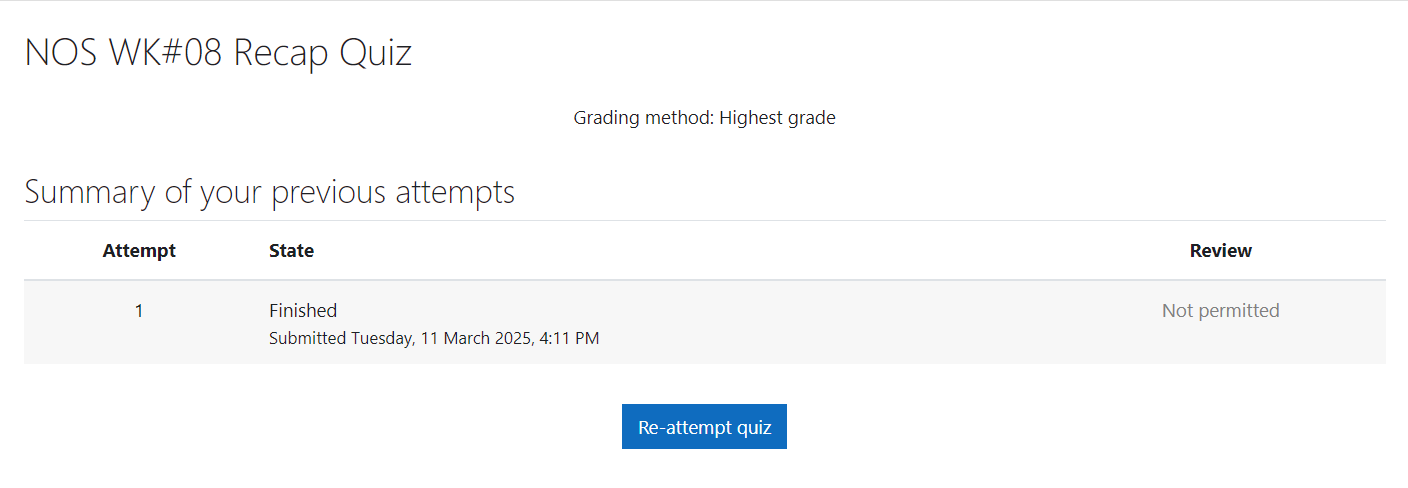 NOS WK#08 Recap Quiz
Grading method: Highest grade
Summary of your previous attempts
Attempt State Review
1 Finished Not permitted
Submitted Tuesday, 11 March 2025, 4:11 PM
Re-attempt quiz